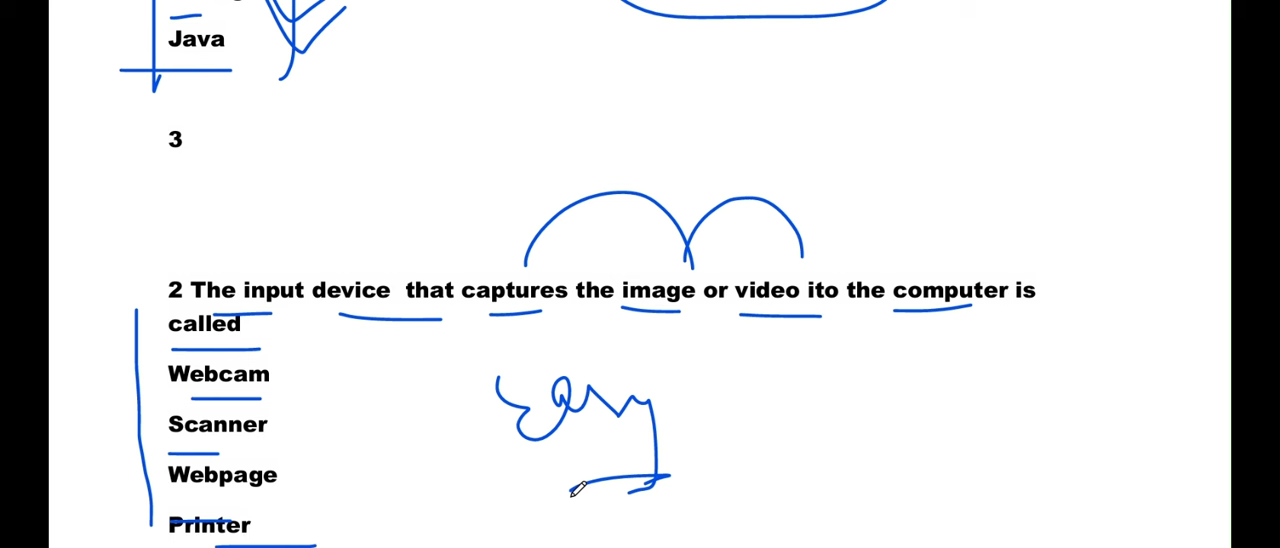 Java
3
2 The input device that captures the image or video ito the computer is
called
Webcam
Easy
Scanner
Webpage
Printer